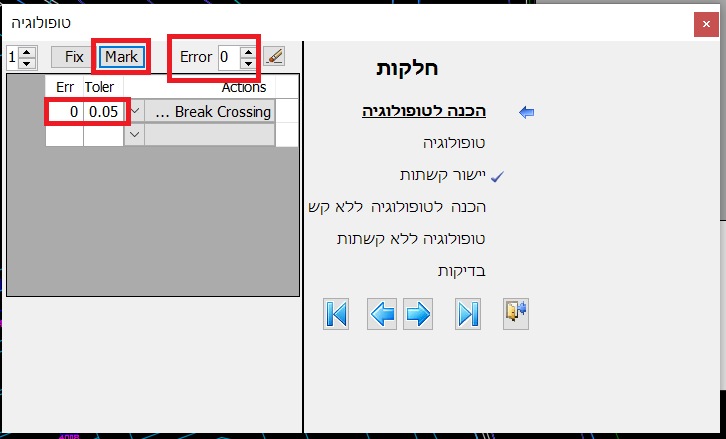 טופולוגיה
1 Fix Mark Error 0
Err Toler Actions
0 0.05 ... Break Crossing
חלקות
הכנה לטופולוגיה
טופולוגיה
יישור קשתות
הכנה לטופולוגיה ללא קש
טופולוגיה ללא קשתות
בדיקות